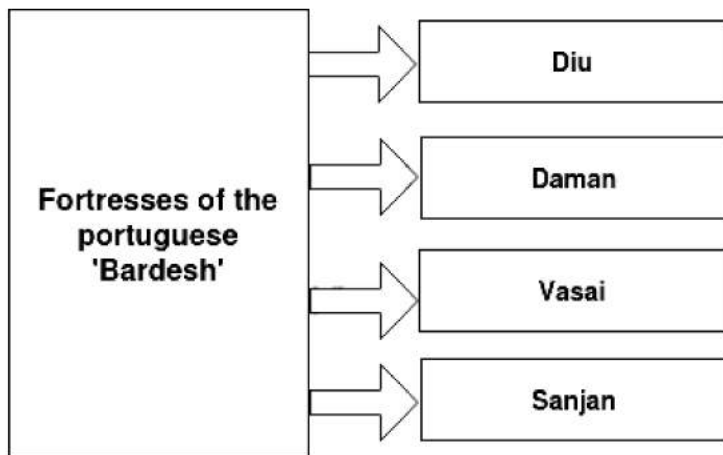 Fortresses of the
portuguese
'Bardesh'
Diu
Daman
Vasai
Sanjan